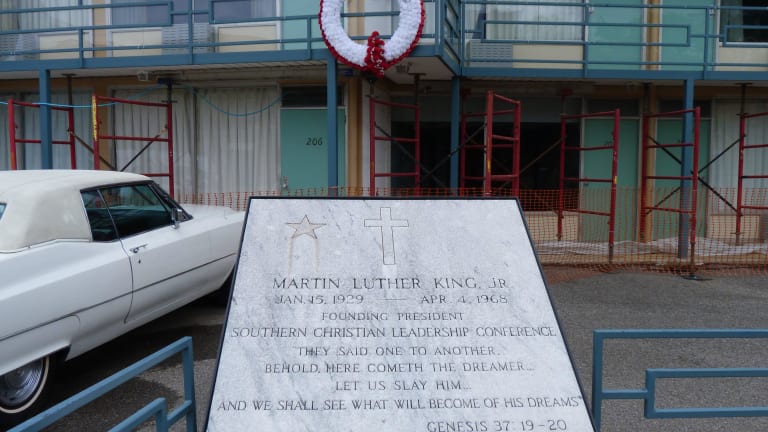 206
MARTIN LUTHER KING, JR
JAN. 15, 1929 — APR. 4, 1968
FOUNDING PRESIDENT
SOUTHERN CHRISTIAN LEADERSHIP CONFERENCE
THEY SAID ONE TO ANOTHER,
BEHOLD, HERE COMETH THE DREAMER...
LET US SLAY HIM...
AND WE SHALL SEE WHAT WILL BECOME OF HIS DREAMS"
GENESIS 37: 19-20